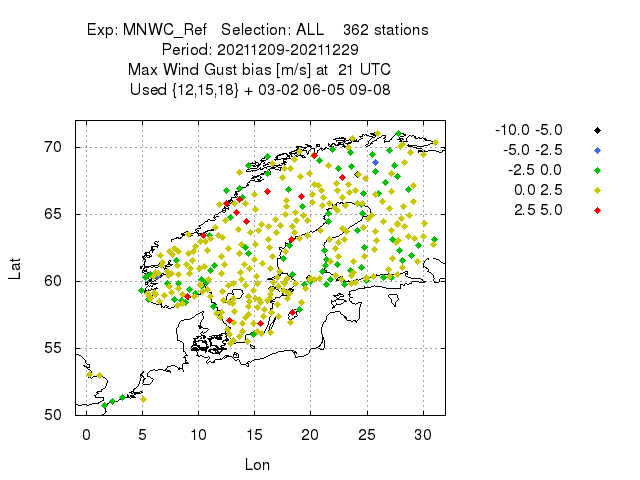 Exp: MNWC_Ref   Selection: ALL    362 stations
Period: 20211209-20211229
Max Wind Gust bias [m/s] at  21 UTC
Used {12,15,18} + 03-02 06-05 09-08
-10.0 -5.0
-5.0 -2.5
-2.5 0.0
0.0 2.5
2.5 5.0
70
65
60
55
50
Lat
0 5 10 15 20 25 30
Lon